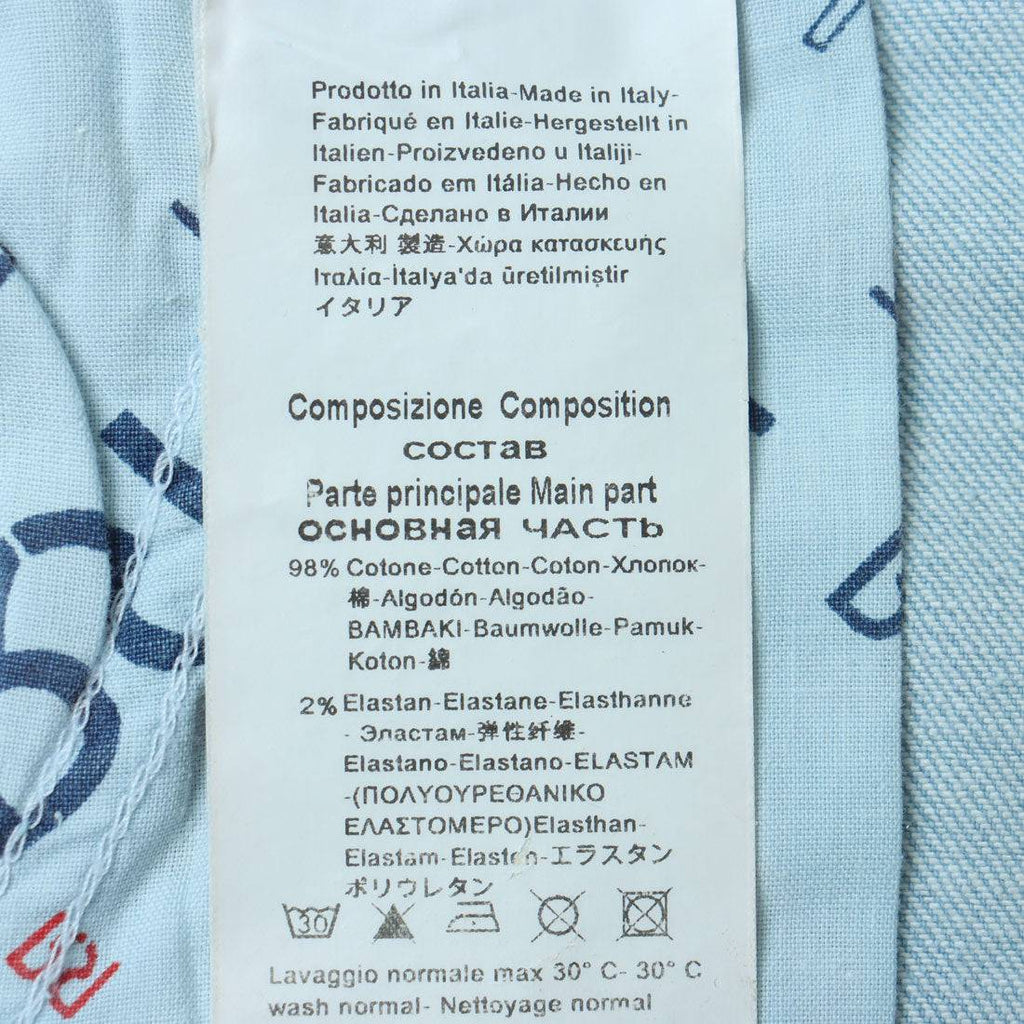 Prodotto in Italia-Made in Italy-
Fabriqué en Italie-Hergestellt in
Italien-Proizvedeno u Italiji-
Fabricado em Itália-Hecho en
Italia-Сделано в Италии
意大利 製造-Χώρα κατασκευής
Ιταλία-İtalya'da üretilmiştir
イタリア
Composizione Composition
состав
Parte principale Main part
основная часть
98% Cotone-Cotton-Coton-Хлопок-
棉-Algodón-Algodão-
BAMBAKI-Baumwolle-Pamuk-
Koton-綿
2% Elastan-Elastane-Elasthanne
- Эластам-弹性纤维-
Elastano-Elastano-ELASTAM
-(ΠΟΛΥΟΥΡΕΘΑΝΙΚΟ
ΕΛΑΣΤΟΜΕΡΟ)Elasthan-
Elastam-Elasten-エラスタン
ポリウレタン
30
Lavaggio normale max 30° C- 30° C
wash normal- Nettoyage normal